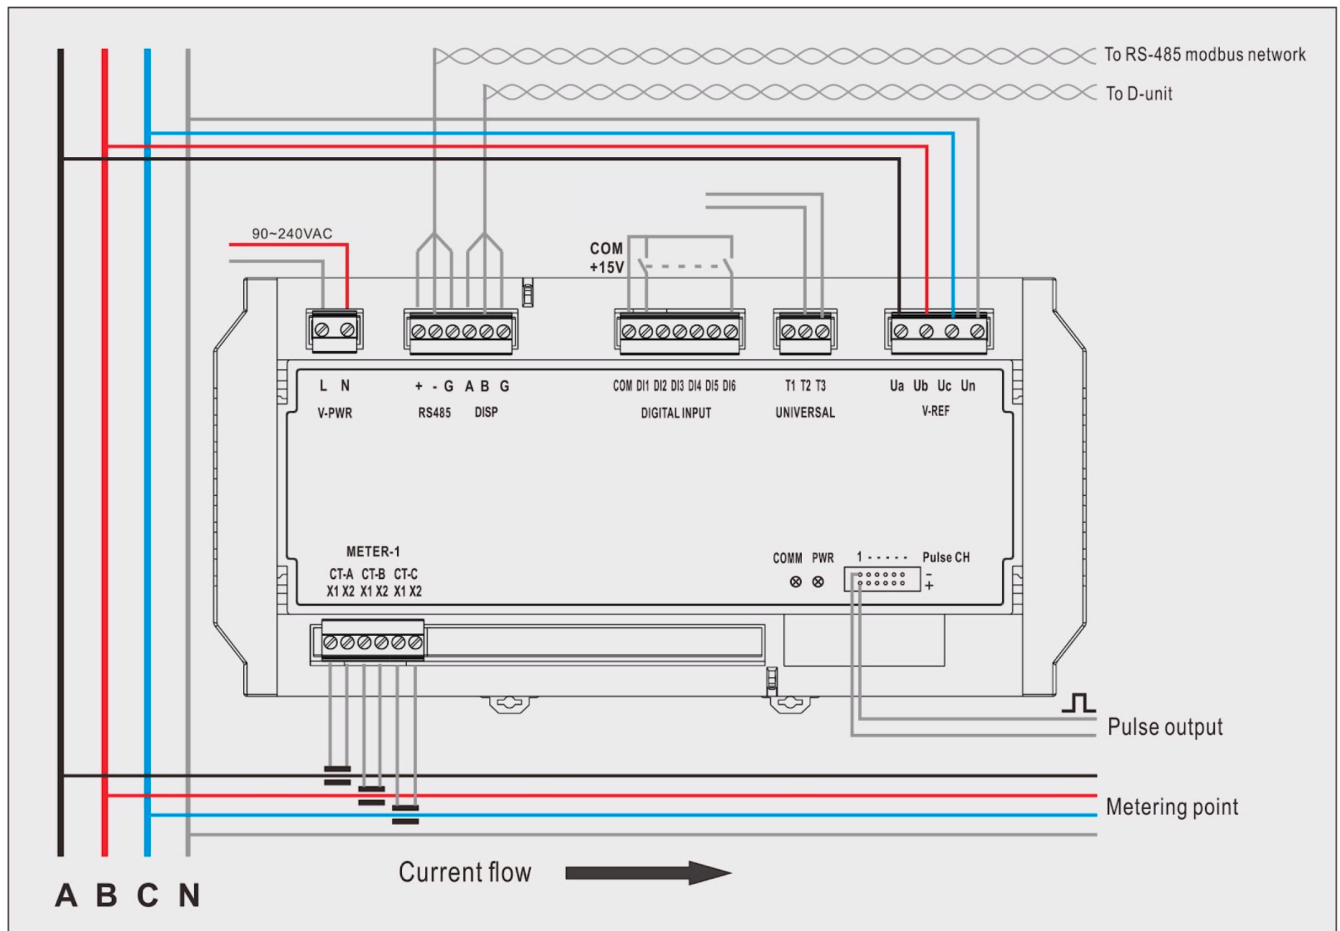 To RS-485 modbus network
To D-unit
90~240VAC
COM
+15V
L N
V-PWR
+ - G A B G
RS485 DISP
COM DI1 DI2 DI3 DI4 DI5 DI6
DIGITAL INPUT
T1 T2 T3
UNIVERSAL
Ua Ub Uc Un
V-REF
METER-1
CT-A CT-B CT-C
X1 X2 X1 X2 X1 X2
COMM PWR
1 - - - - - Pulse CH
-
+
Pulse output
Metering point
Current flow
A B C N